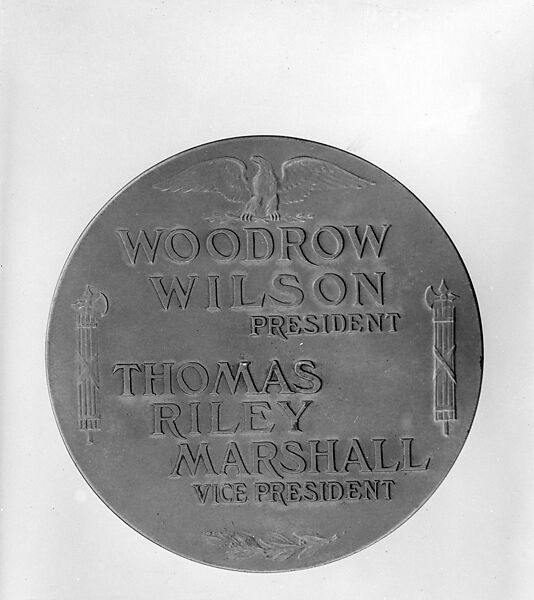 WOODROW
WILSON
PRESIDENT
THOMAS
RILEY
MARSHALL
VICE PRESIDENT